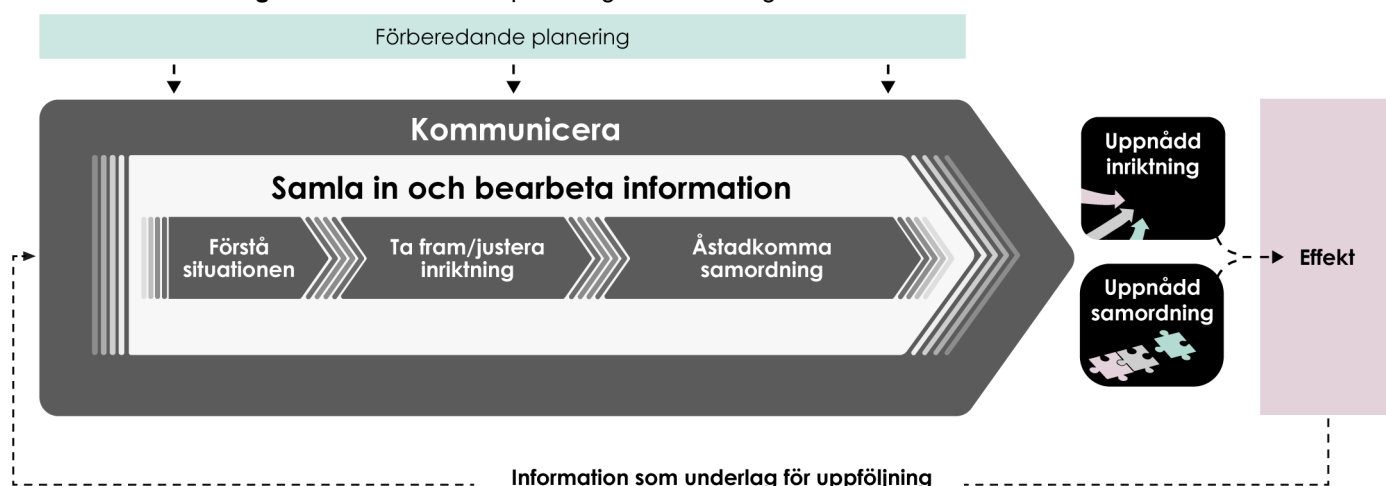 Förberedande planering
Kommunicera
Samla in och bearbeta information
Förstå
situationen
Ta fram/justera
inriktning
Åstadkomma
samordning
Uppnådd
inriktning
Uppnådd
samordning
Effekt
Information som underlag för uppföljning